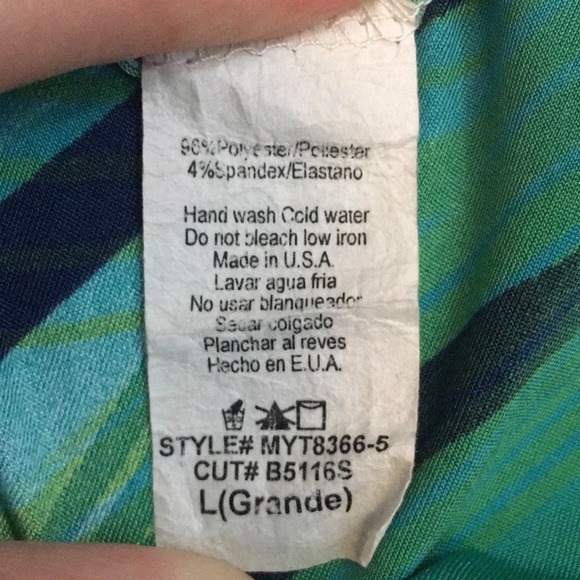 96%Polyester/Poliester
4%Spandex/Elastano
Hand wash Cold water
Do not bleach low iron
Made in U.S.A.
Lavar agua fria
No usar blanqueador
Secar colgado
Planchar al reves
Hecho en E.U.A.
STYLE# MYT8366-5
CUT# B5116S
L(Grande)